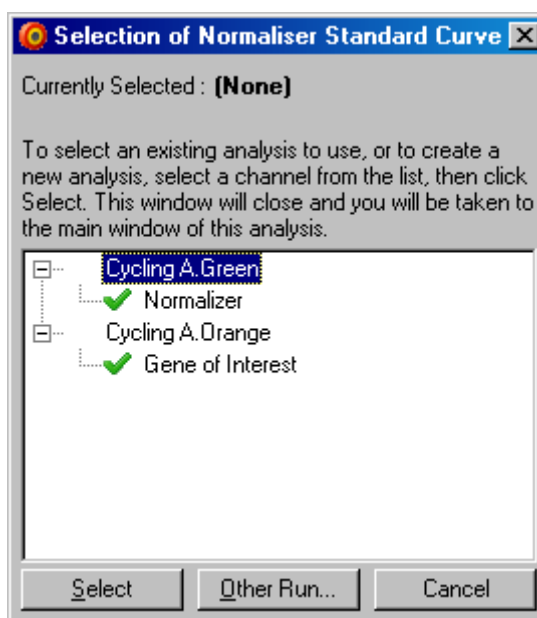 Selection of Normaliser Standard Curve
Currently Selected : (None)
To select an existing analysis to use, or to create a
new analysis, select a channel from the list, then click
Select. This window will close and you will be taken to
the main window of this analysis.
Cycling A.Green
Normalizer
Cycling A.Orange
Gene of Interest
Select Other Run... Cancel